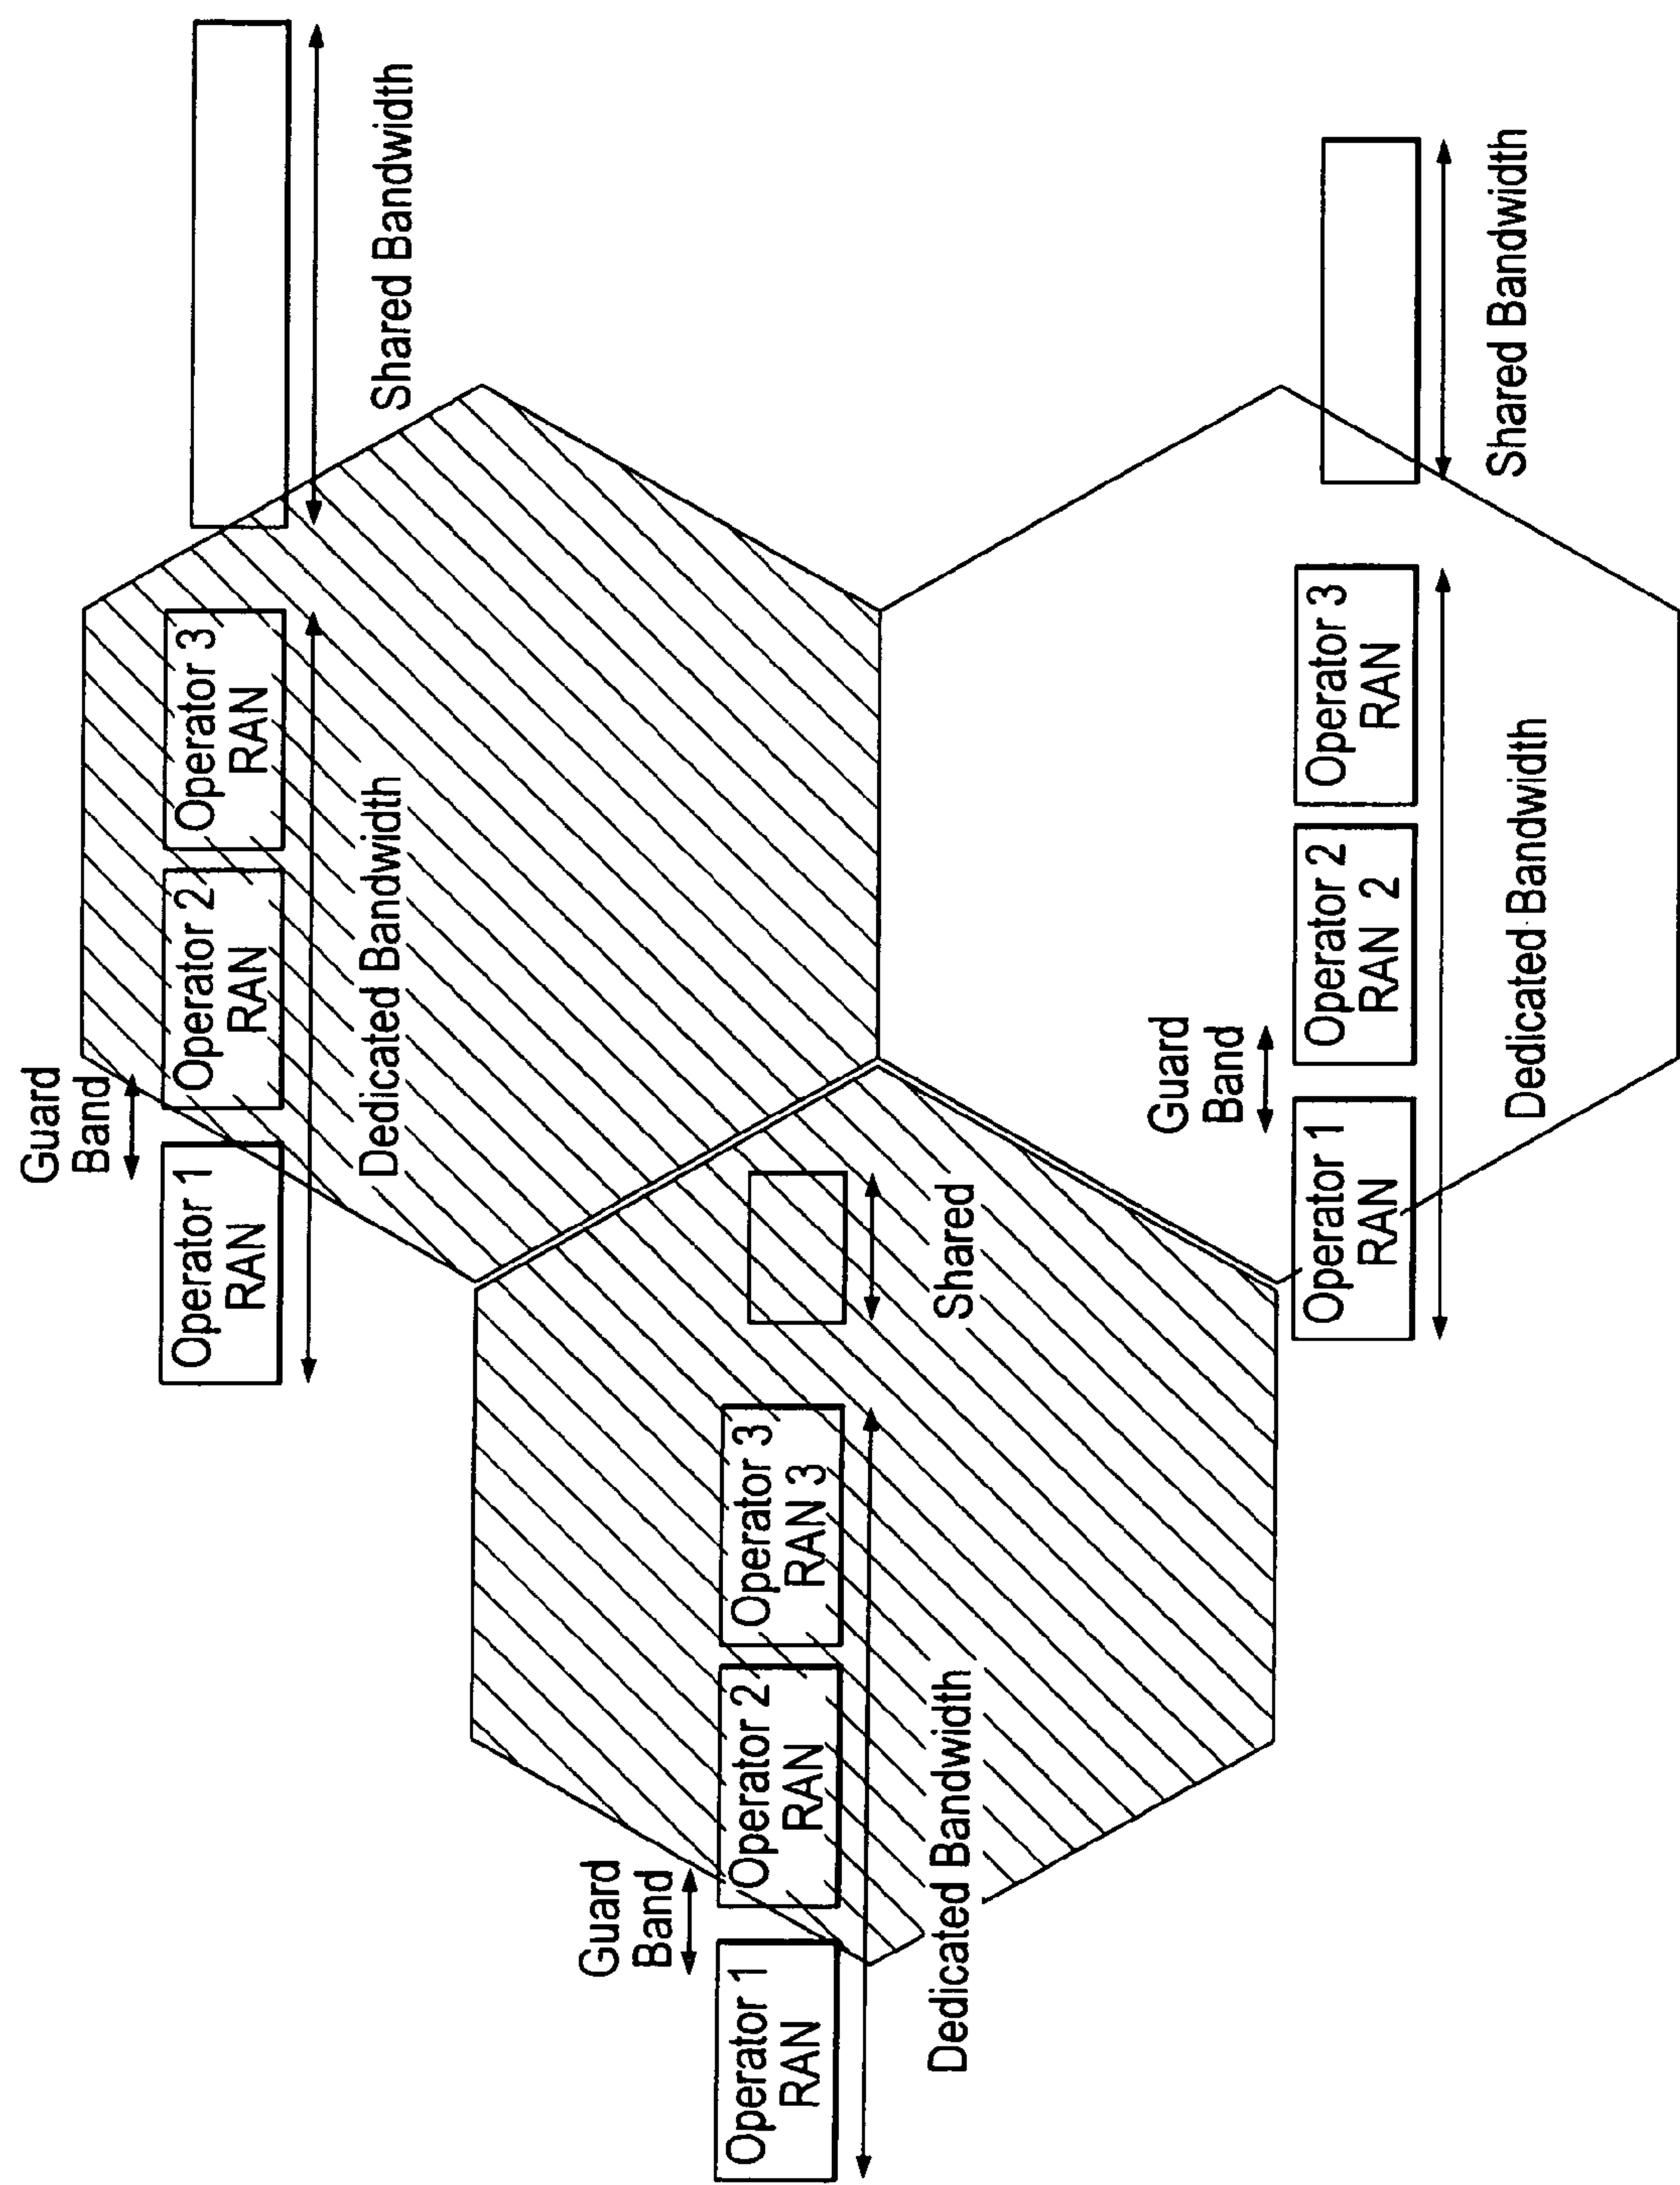 Guard
Band
Operator 1
RAN
Operator 2
RAN
Operator 3
RAN
Dedicated Bandwidth
Shared Bandwidth
Guard
Band
Operator 1
RAN
Operator 2
RAN
Operator 3
RAN 3
Dedicated Bandwidth
Shared
Guard
Band
Operator 1
RAN
Operator 2
RAN 2
Operator 3
RAN
Dedicated Bandwidth
Shared Bandwidth